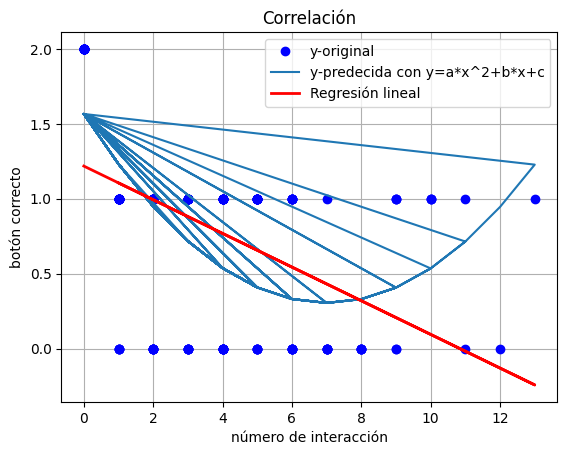 Correlación
y-original
y-predecida con y=a*x^2+b*x+c
Regresión lineal
botón correcto
2.0
1.5
1.0
0.5
0.0
0 2 4 6 8 10 12
número de interacción